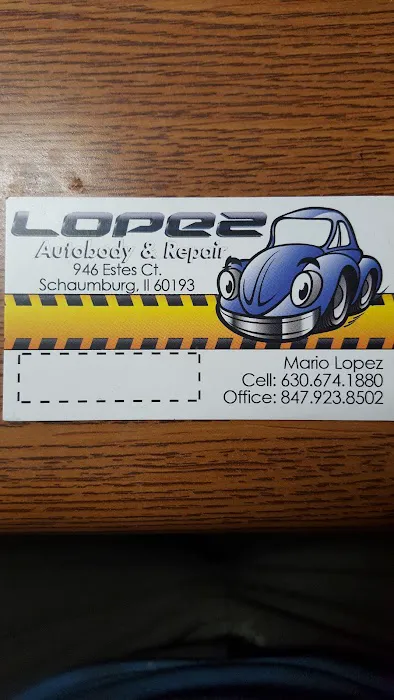 LOPEZ
Autobody & Repair
946 Estes Ct.
Schaumburg, Il 60193
Mario Lopez
Cell: 630.674.1880
Office: 847.923.8502